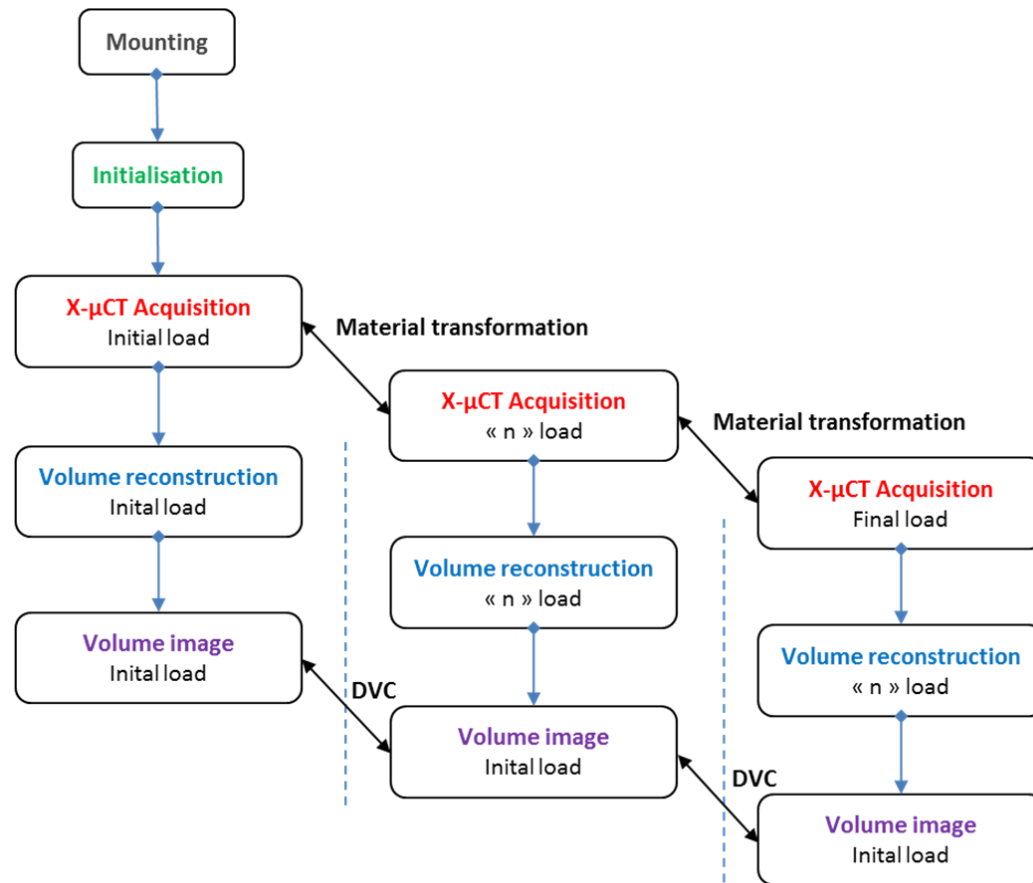 Mounting
Initialisation
X-μCT Acquisition
Initial load
Material transformation
X-μCT Acquisition
« n » load
Material transformation
X-μCT Acquisition
Final load
Volume reconstruction
Inital load
Volume reconstruction
« n » load
Volume reconstruction
« n » load
Volume image
Inital load
DVC
Volume image
Inital load
DVC
Volume image
Inital load